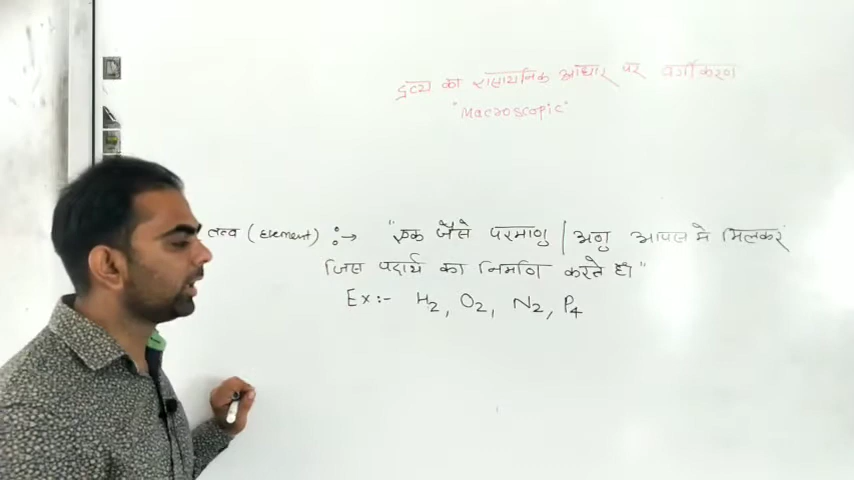 द्रव्य का रासायनिक आधार पर वर्गीकरण
"Macroscopic"
तत्व (Element) :→ "एक जैसे परमाणु | अणु आपस मे मिलकर
जिस पदार्थ का निर्माण करते है।"
Ex:- H₂, O₂, N₂, P₄